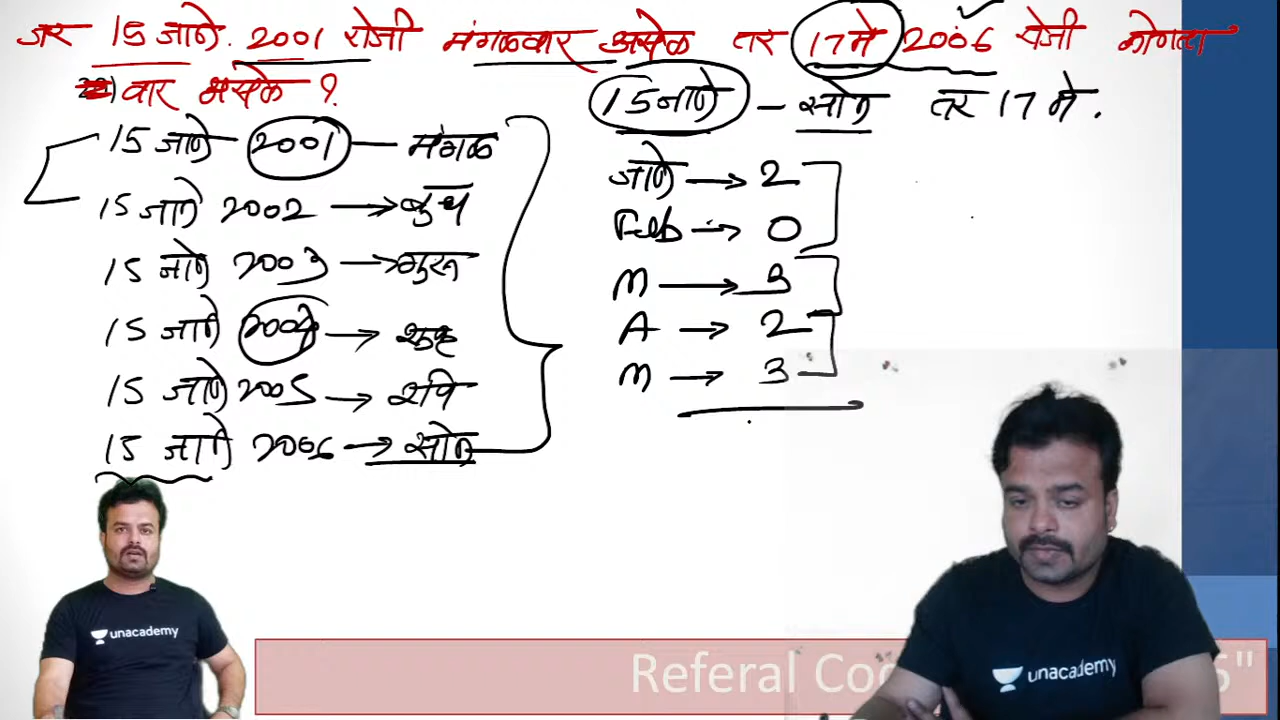 जर 15 जाने. 2001 रोजी मंगळवार असेल तर 17 मे 2006 रोजी कोणता
वार असेल ?
15 जाने 2001 — मंगळ
15 जाने 2002 → बुध
15 जाने 2003 → गुरू
15 जाने 2004 → शुक्र
15 जाने 2005 → शनि
15 जाने 2006 → सोम
15 जाने — सोम तर 17 मे.
जाने → 2
Feb → 0
M → 3
A → 2
M → 3
unacademy
unacademy
Referal Co